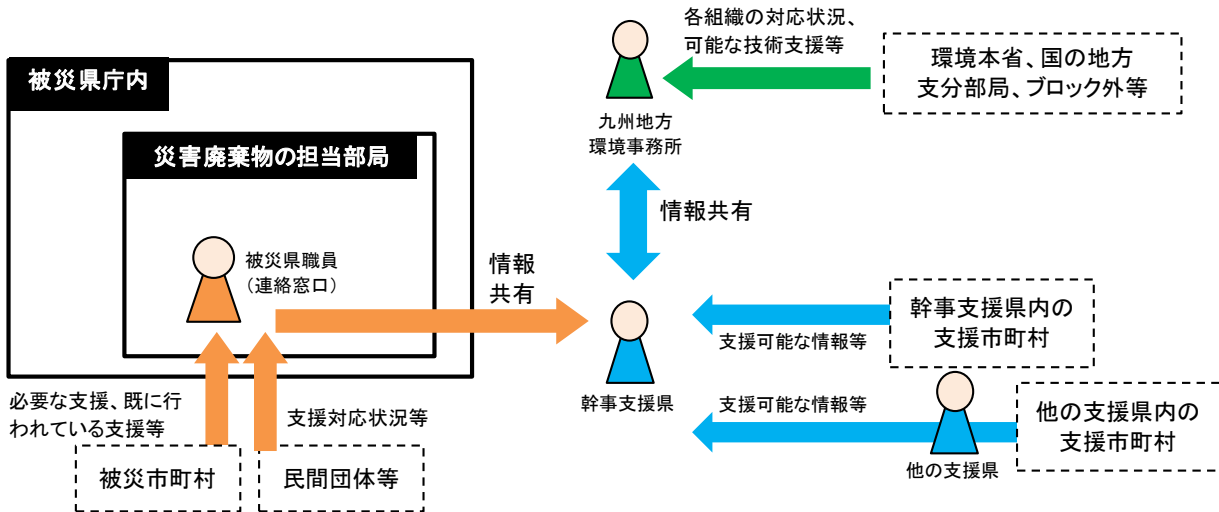 被災県庁内
災害廃棄物の担当部局
被災県職員
（連絡窓口）
情報
共有
必要な支援、既に行
われている支援等
支援対応状況等
被災市町村
民間団体等
各組織の対応状況、
可能な技術支援等
環境本省、国の地方
支分部局、ブロック外等
九州地方
環境事務所
情報共有
幹事支援県
幹事支援県内の
支援市町村
支援可能な情報等
支援可能な情報等
他の支援県内の
支援市町村
他の支援県